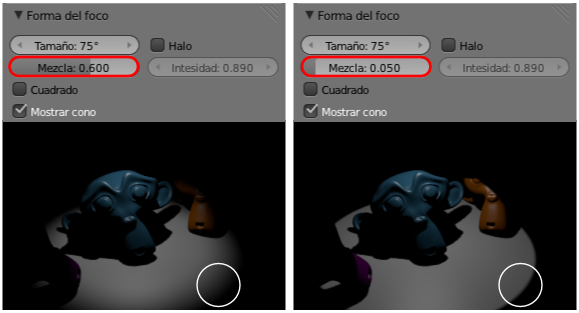 Forma del foco
Tamaño: 75°
Halo
Mezcla: 0.600
Intesidad: 0.890
Cuadrado
Mostrar cono
Forma del foco
Tamaño: 75°
Halo
Mezcla: 0.050
Intesidad: 0.890
Cuadrado
Mostrar cono